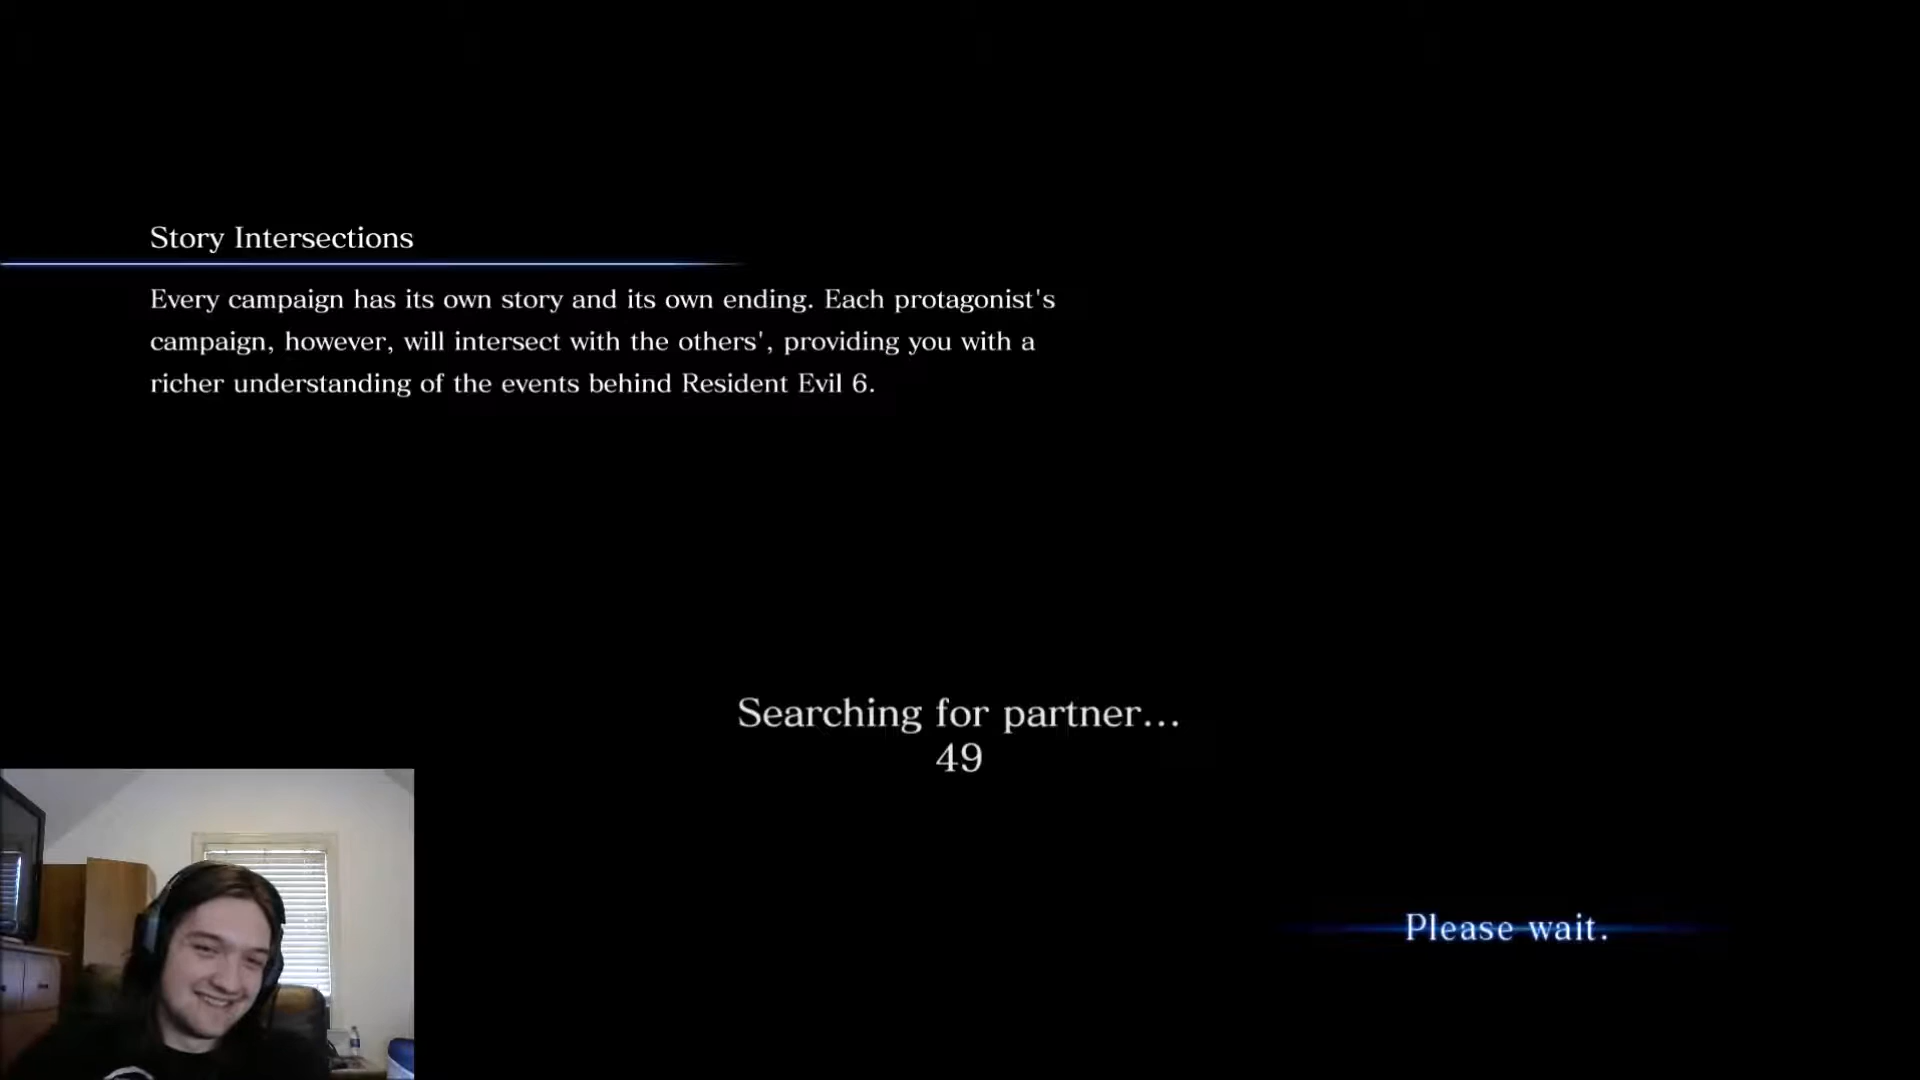 Story Intersections
Every campaign has its own story and its own ending. Each protagonist's
campaign, however, will intersect with the others', providing you with a
richer understanding of the events behind Resident Evil 6.
Searching for partner...
49
Please wait.